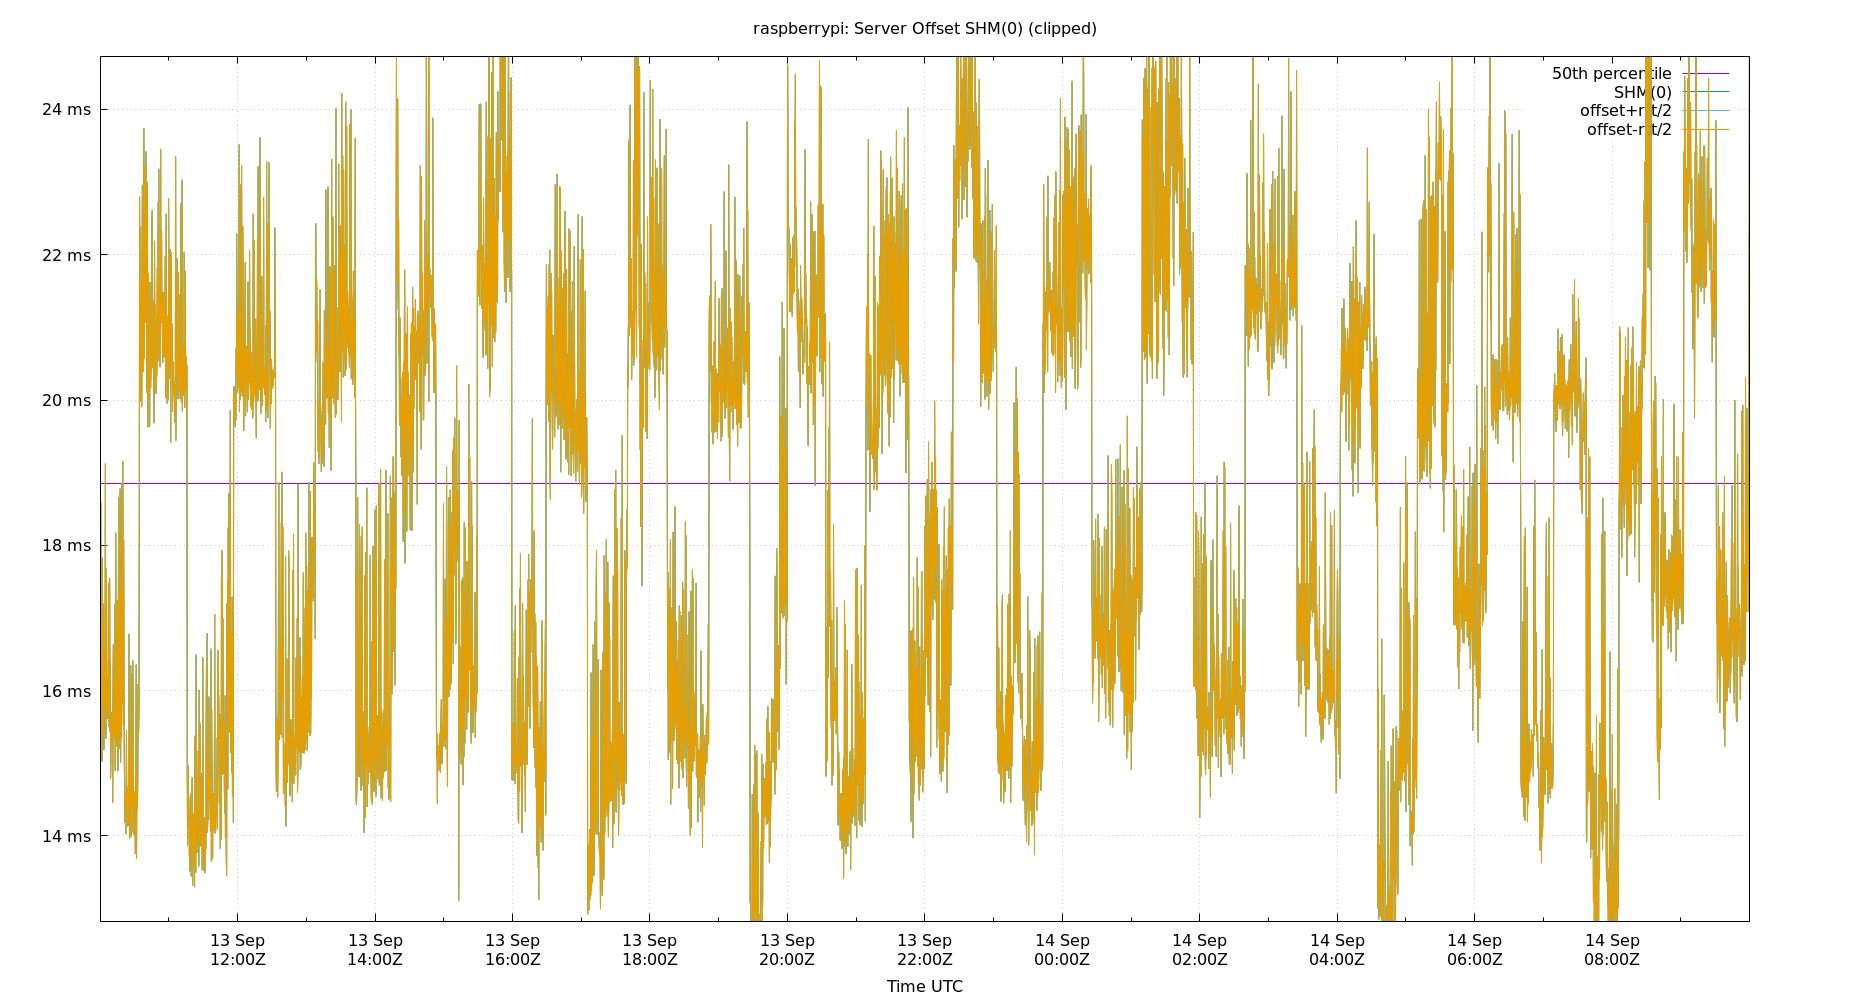 raspberrypi: Server Offset SHM(0) (clipped)
50th percentile
SHM(0)
offset+rtt/2
offset-rtt/2
24 ms
22 ms
20 ms
18 ms
16 ms
14 ms
13 Sep 13 Sep 13 Sep 13 Sep 13 Sep 13 Sep 14 Sep 14 Sep 14 Sep 14 Sep 14 Sep
12:00Z 14:00Z 16:00Z 18:00Z 20:00Z 22:00Z 00:00Z 02:00Z 04:00Z 06:00Z 08:00Z
Time UTC